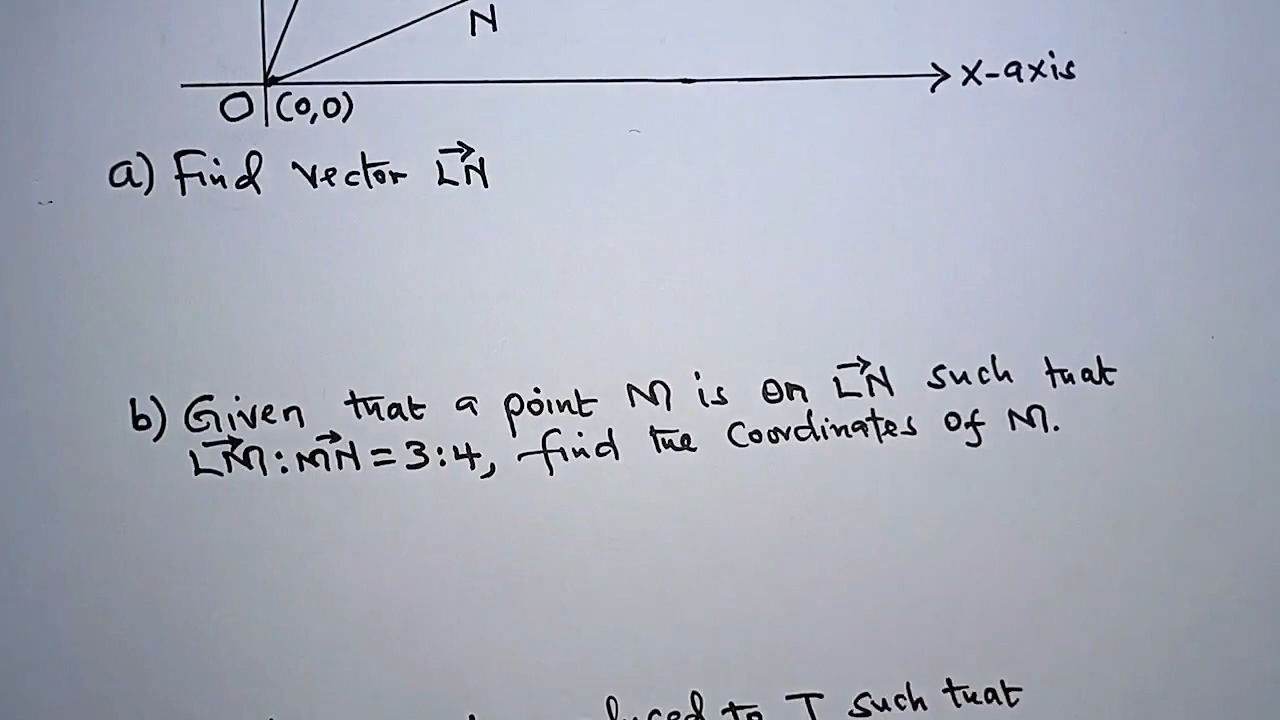 N
X-axis
O (0,0)
a) Find vector LN
b) Given that a point M is on LN such that
LM : MN = 3:4, find the coordinates of M.
to T such that